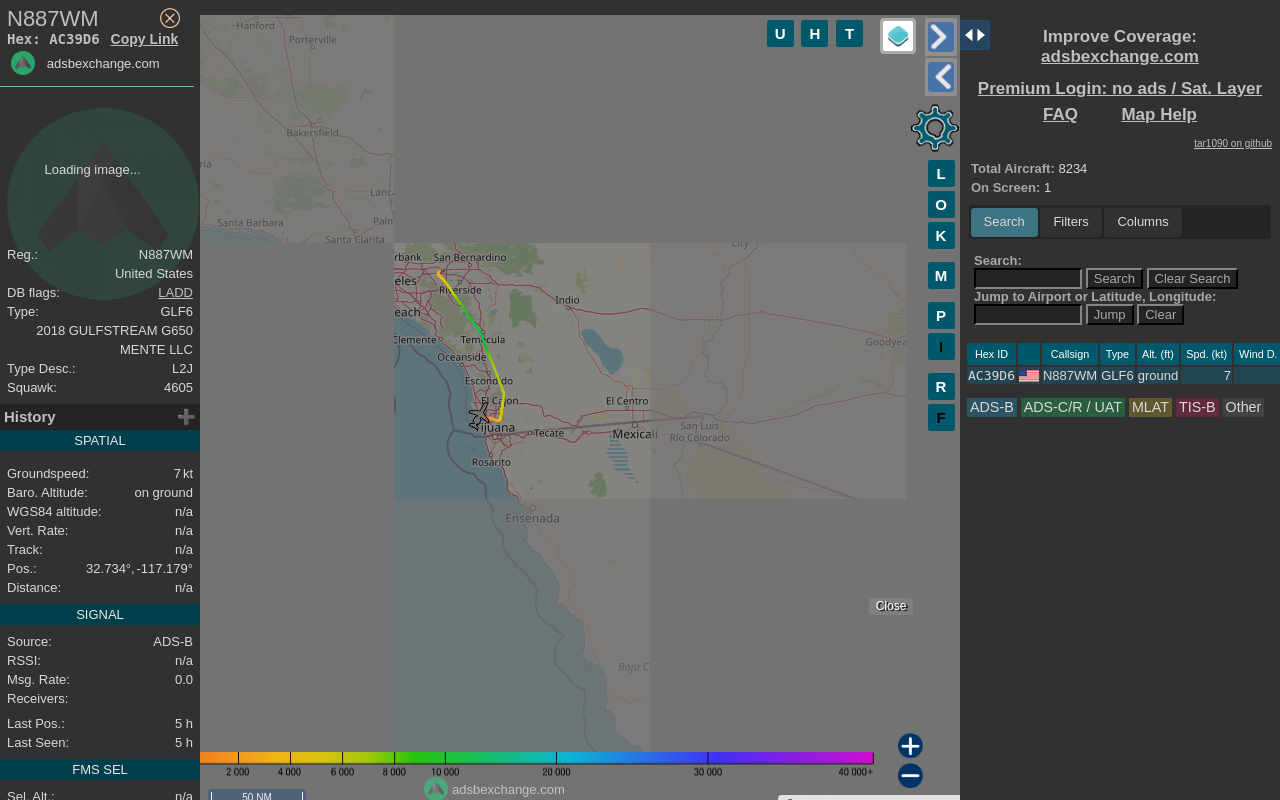 N887WM
Hex: AC39D6 Copy Link
adsbexchange.com
Loading image...
Reg.: N887WM
United States
DB flags: LADD
Type: GLF6
2018 GULFSTREAM G650
MENTE LLC
Type Desc.: L2J
Squawk: 4605
History
SPATIAL
Groundspeed: 7 kt
Baro. Altitude: on ground
WGS84 altitude: n/a
Vert. Rate: n/a
Track: n/a
Pos.: 32.734°, -117.179°
Distance: n/a
SIGNAL
Source: ADS-B
RSSI: n/a
Msg. Rate: 0.0
Receivers:
Last Pos.: 5 h
Last Seen: 5 h
FMS SEL
Sel. Alt.: n/a
Hanford
Porterville
Bakersfield
ria
Lanc
Santa Barbara
Palm
Santa Clarita
City
rbank San Bernardino
eles
Riverside
each
Indio
Clemente
Temecula
Goodyea
Oceanside
Escondido
El Cajon
El Centro
Tijuana
Tecate
Mexicali
San Luis
Río Colorado
Rosarito
Ensenada
Baja C
U H T
L
O
K
M
P
I
R
F
Close
2 000 4 000 6 000 8 000 10 000 20 000 30 000 40 000+
adsbexchange.com
50 NM
Improve Coverage:
adsbexchange.com
Premium Login: no ads / Sat. Layer
FAQ Map Help
tar1090 on github
Total Aircraft: 8234
On Screen: 1
Search Filters Columns
Search:
Search Clear Search
Jump to Airport or Latitude, Longitude:
Jump Clear
Hex ID Callsign Type Alt. (ft) Spd. (kt) Wind D.
AC39D6 N887WM GLF6 ground 7
ADS-B ADS-C/R / UAT MLAT TIS-B Other